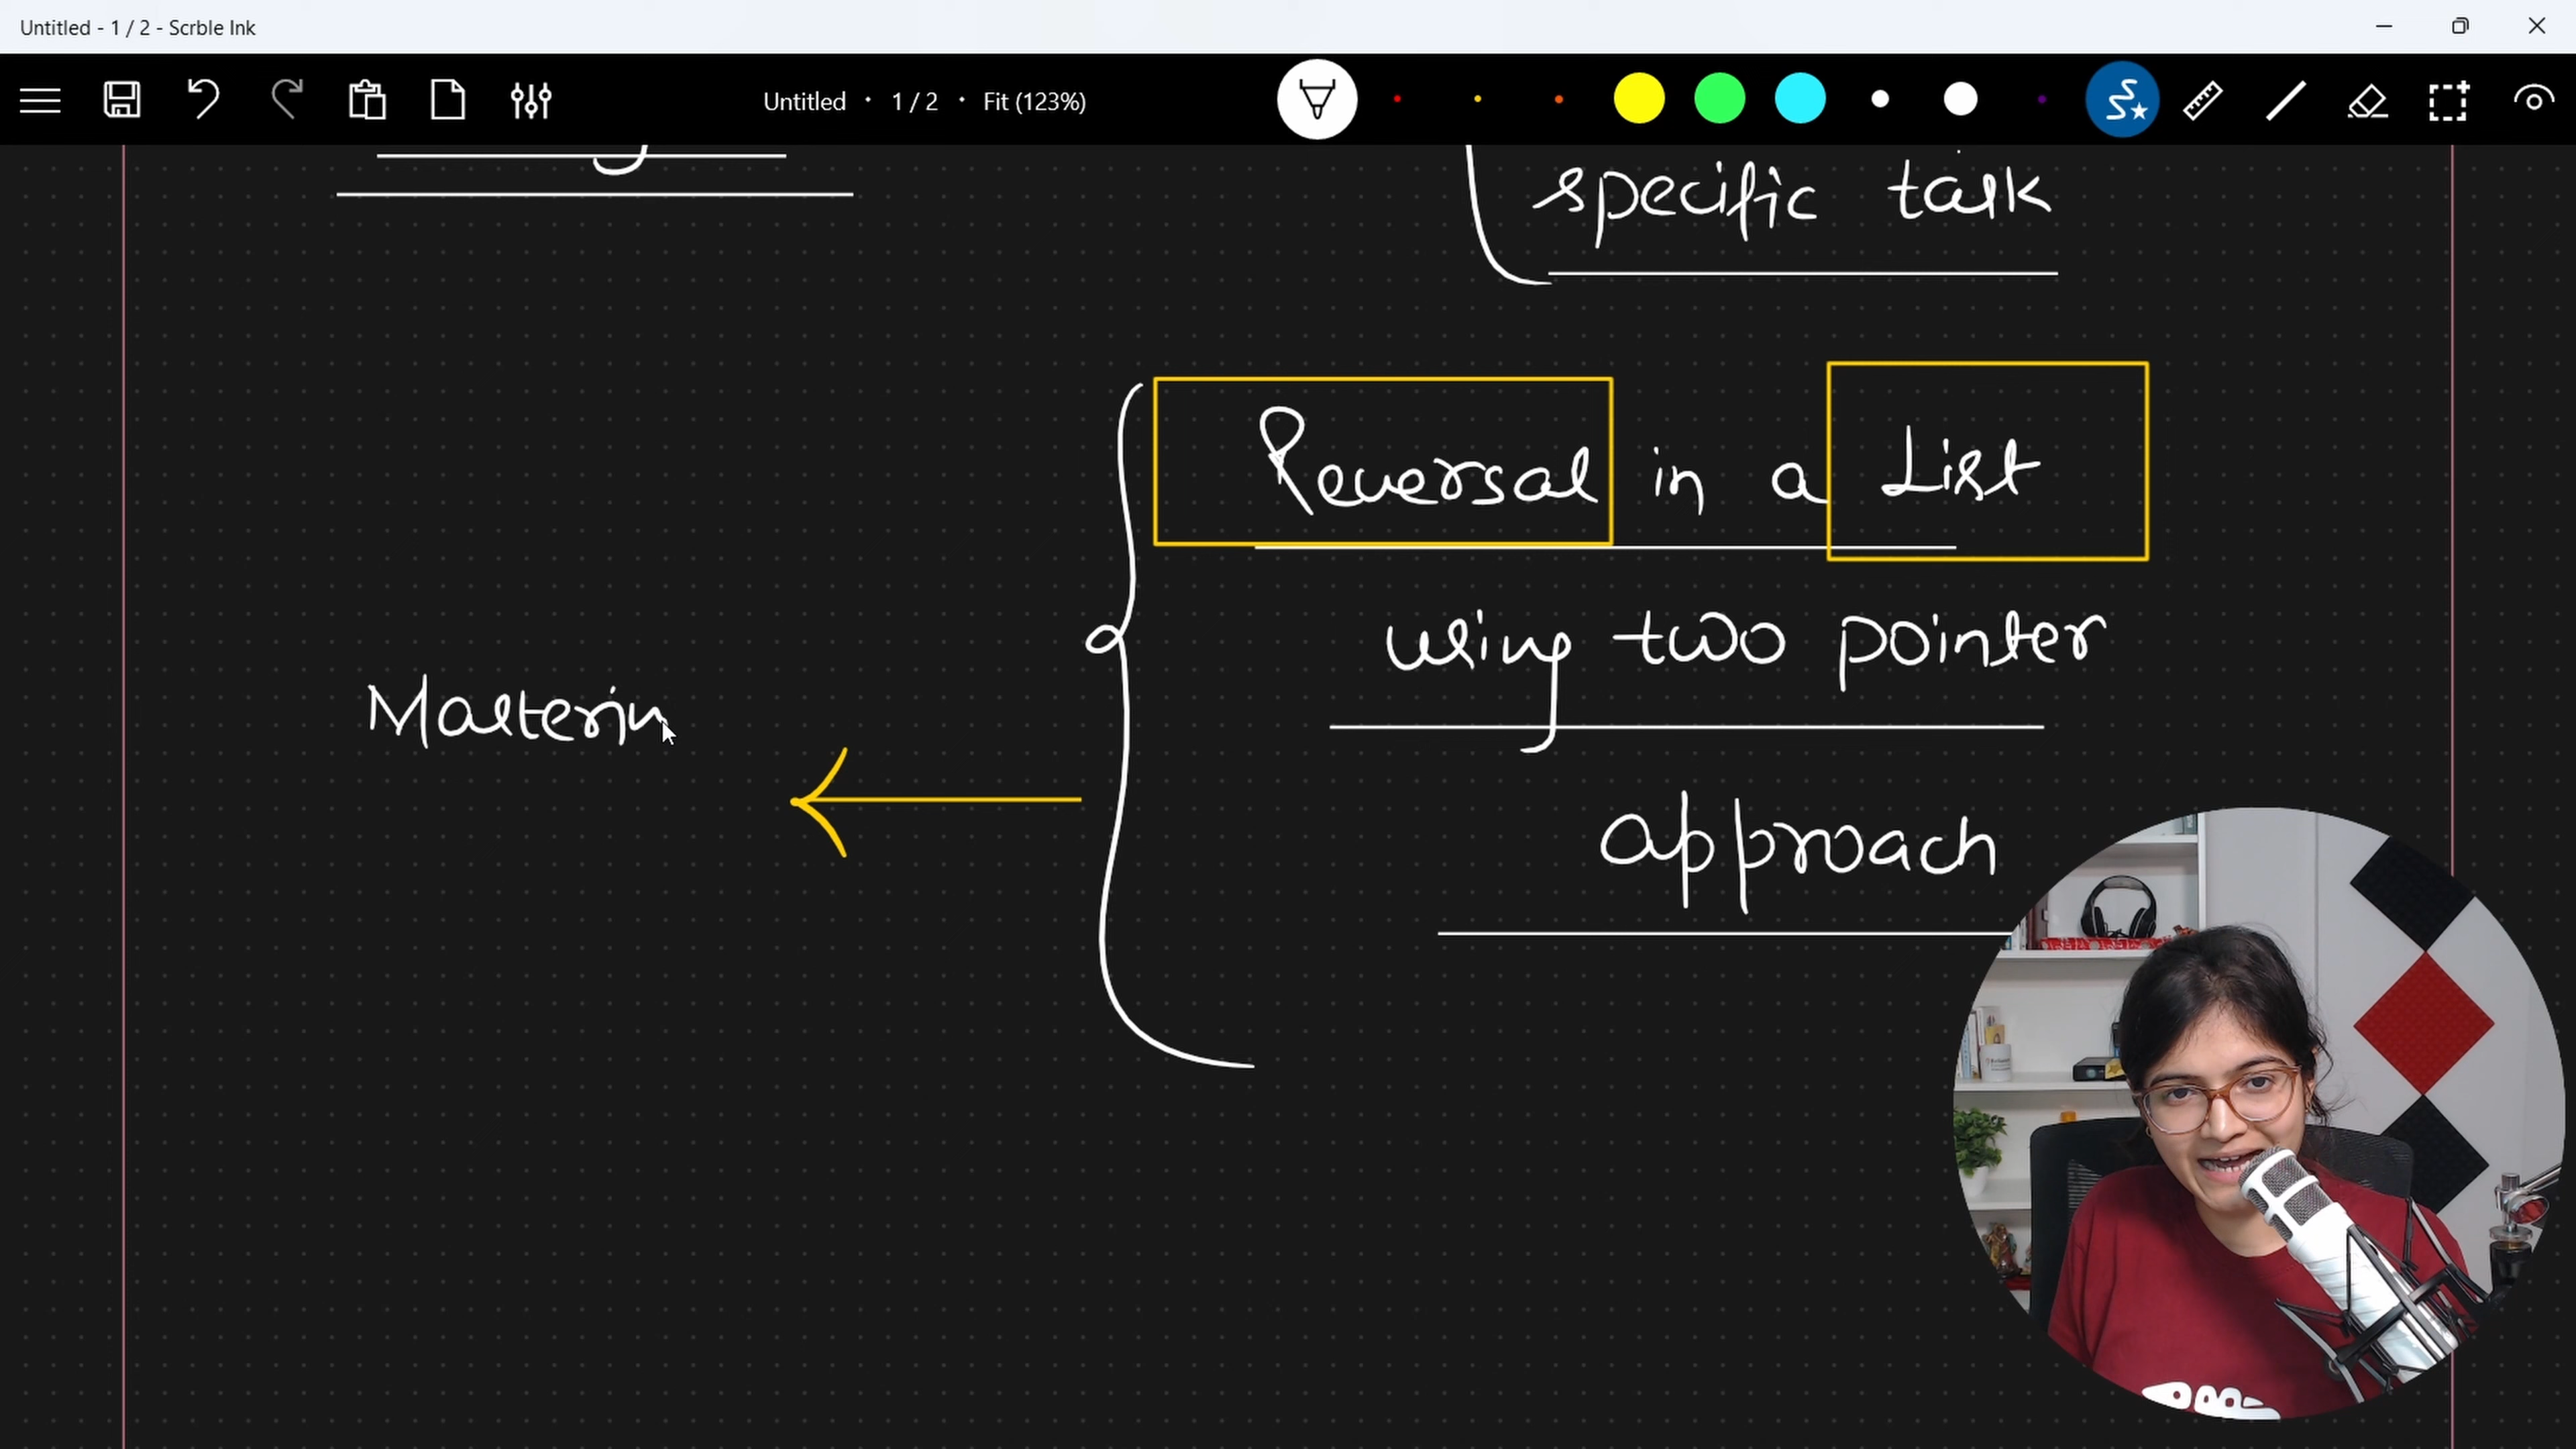 Untitled - 1 / 2 - Scrble Ink
Untitled • 1 / 2 • Fit (123%)
specific task
Reversal in a List
using two pointer
approach
Masterin